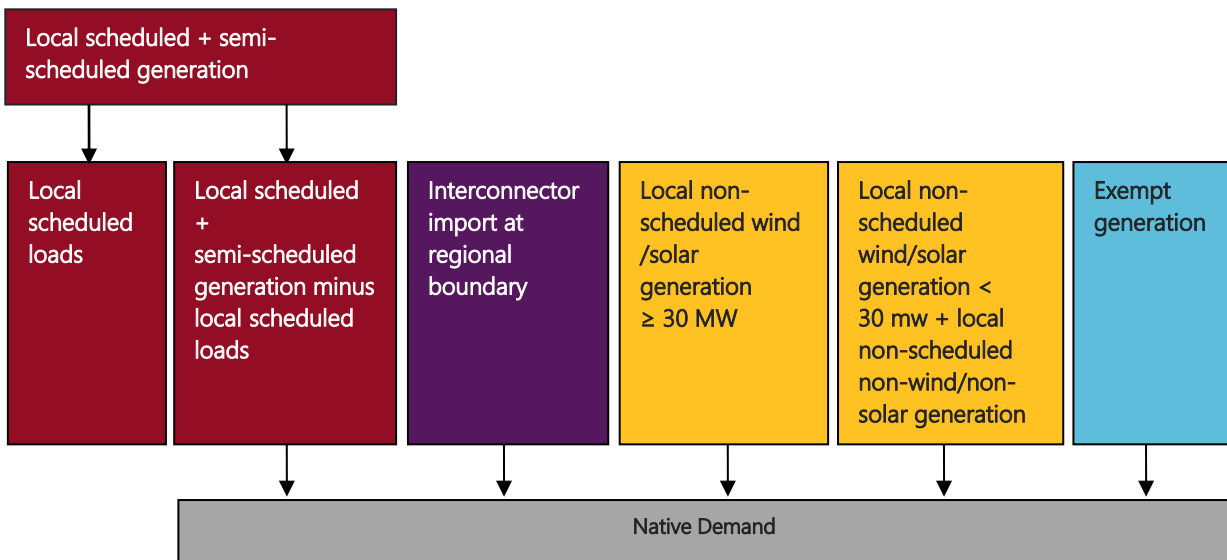 Local scheduled + semi-
scheduled generation
Local
scheduled
loads
Local scheduled
+
semi-scheduled
generation minus
local scheduled
loads
Interconnector
import at
regional
boundary
Local non-
scheduled wind
/solar
generation
≥ 30 MW
Local non-
scheduled
wind/solar
generation <
30 mw + local
non-scheduled
non-wind/non-
solar generation
Exempt
generation
Native Demand